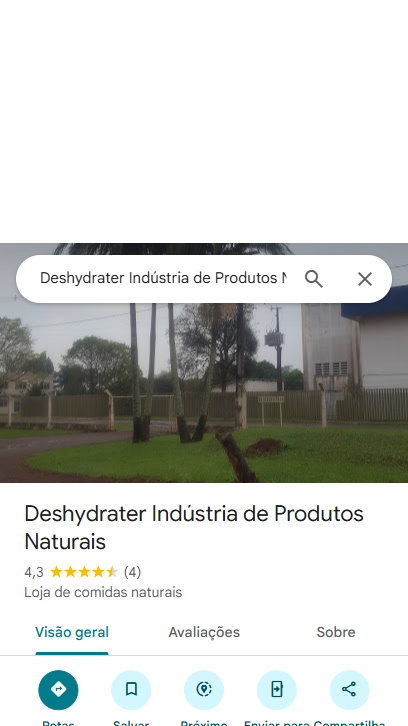 Deshydrater Indústria de Produtos
Deshydrater Indústria de Produtos
Naturais
4,3 (4)
Loja de comidas naturais
Visão geral Avaliações Sobre
Rotas Salvar Próximo Enviar para Compartilha